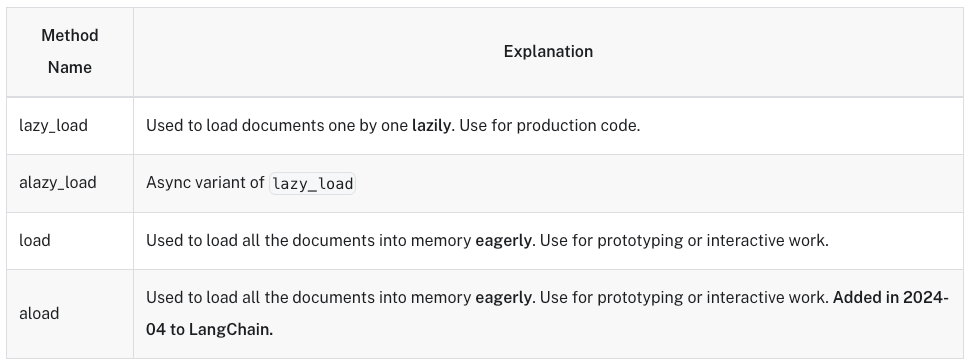 Method
Name
Explanation
lazy_load
Used to load documents one by one lazily. Use for production code.
alazy_load
Async variant of lazy_load
load
Used to load all the documents into memory eagerly. Use for prototyping or interactive work.
aload
Used to load all the documents into memory eagerly. Use for prototyping or interactive work. Added in 2024-
04 to LangChain.